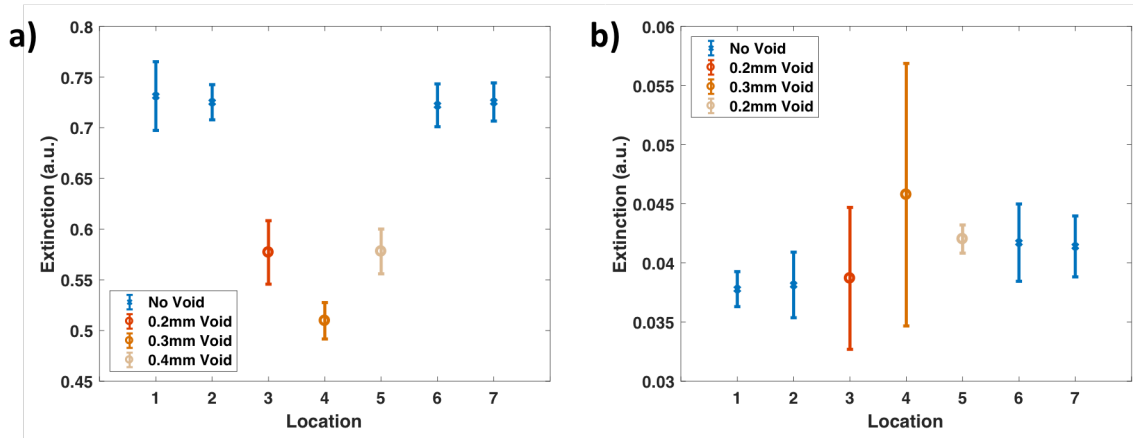 a)
0.8
0.75
0.7
0.65
0.6
0.55
0.5
0.45
Extinction (a.u.)
No Void
0.2mm Void
0.3mm Void
0.4mm Void
1 2 3 4 5 6 7
Location
b)
0.06
0.055
0.05
0.045
0.04
0.035
0.03
Extinction (a.u.)
No Void
0.2mm Void
0.3mm Void
0.2mm Void
1 2 3 4 5 6 7
Location